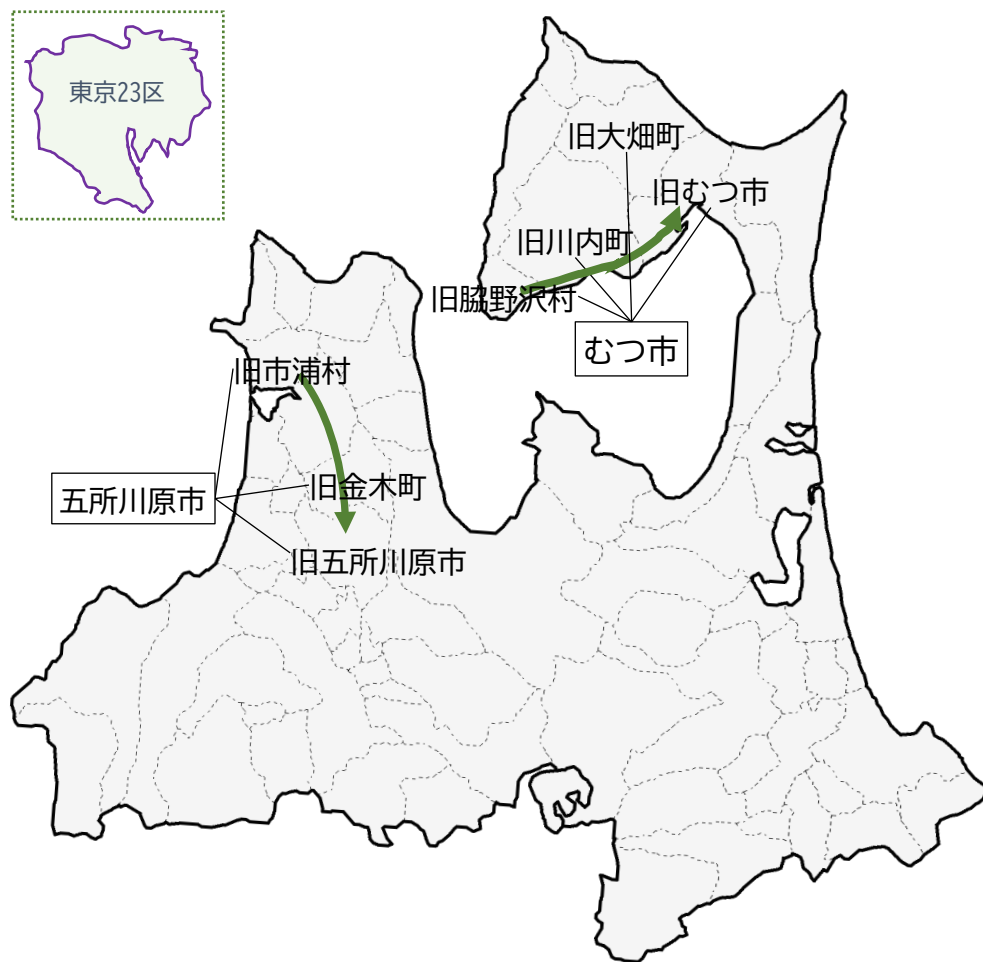 東京23区
旧大畑町
旧むつ市
旧川内町
旧脇野沢村
むつ市
旧市浦村
旧金木町
五所川原市
旧五所川原市